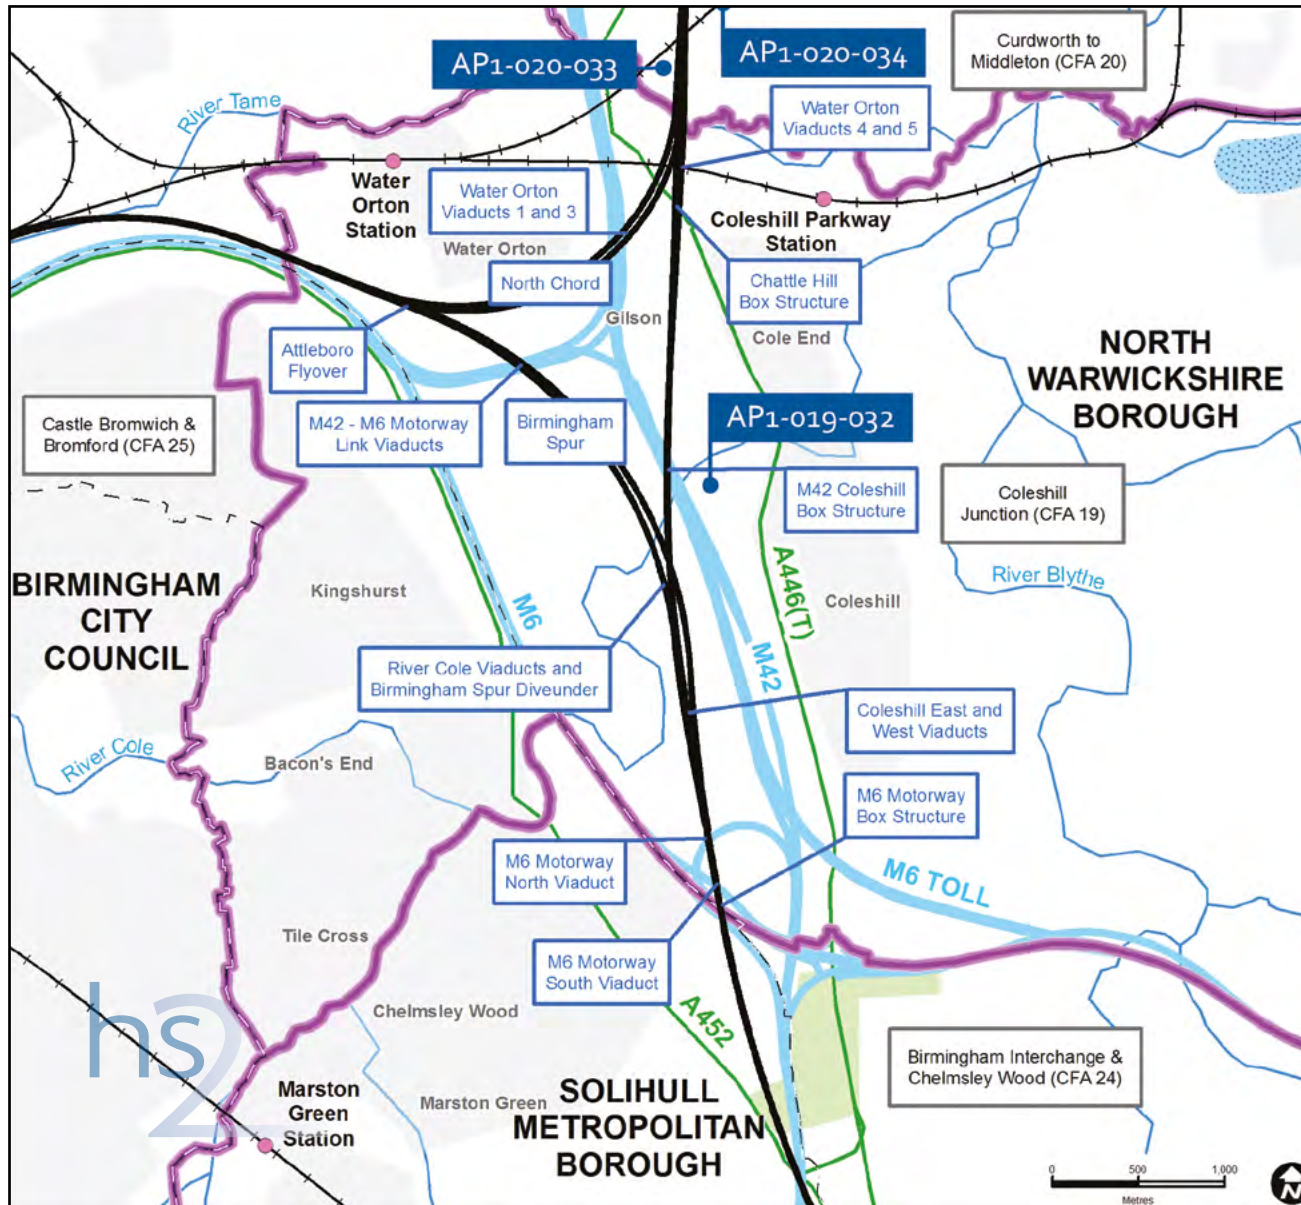 AP1-020-033
AP1-020-034
Curdworth to
Middleton (CFA 20)
River Tame
Water Orton
Viaducts 4 and 5
Water
Orton
Station
Water Orton
Viaducts 1 and 3
Coleshill Parkway
Station
Water Orton
North Chord
Chattle Hill
Box Structure
Gilson
Cole End
Attleboro
Flyover
NORTH
WARWICKSHIRE
BOROUGH
Castle Bromwich &
Bromford (CFA 25)
M42 - M6 Motorway
Link Viaducts
Birmingham
Spur
AP1-019-032
M42 Coleshill
Box Structure
Coleshill
Junction (CFA 19)
BIRMINGHAM
CITY
COUNCIL
Kingshurst
M6
A446(T)
River Blythe
Coleshill
M42
River Cole Viaducts and
Birmingham Spur Diveunder
Coleshill East and
West Viaducts
River Cole
Bacon's End
M6 Motorway
Box Structure
M6 Motorway
North Viaduct
M6 TOLL
Tile Cross
M6 Motorway
South Viaduct
Chelmsley Wood
A452
hs2
Birmingham Interchange &
Chelmsley Wood (CFA 24)
Marston
Green
Station
Marston Green
SOLIHULL
METROPOLITAN
BOROUGH
0 500 1,000
Metres
N